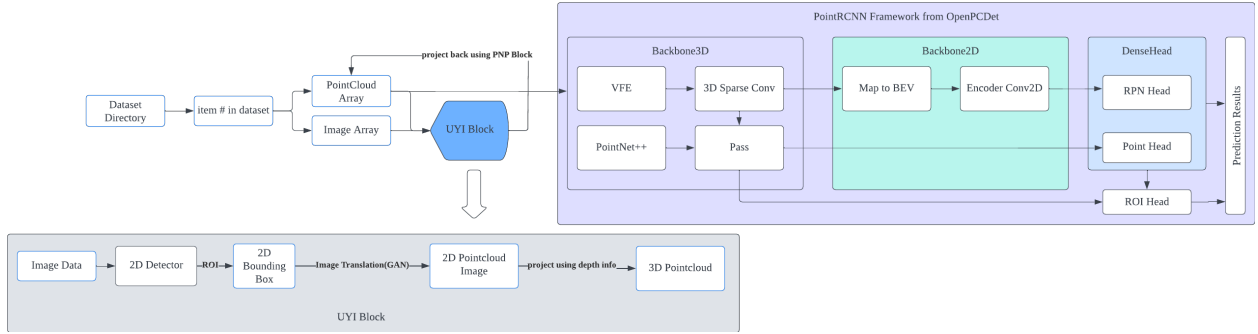 PointRCNN Framework from OpenPCDet
project back using PNP Block
Dataset
Directory
item # in dataset
PointCloud
Array
Image Array
UYI Block
Backbone3D
VFE
3D Sparse Conv
PointNet++
Pass
Backbone2D
Map to BEV
Encoder Conv2D
DenseHead
RPN Head
Point Head
ROI Head
Prediction Results
Image Data
2D Detector
ROI
2D
Bounding
Box
Image Translation(GAN)
2D Pointcloud
Image
project using depth info
3D Pointcloud
UYI Block